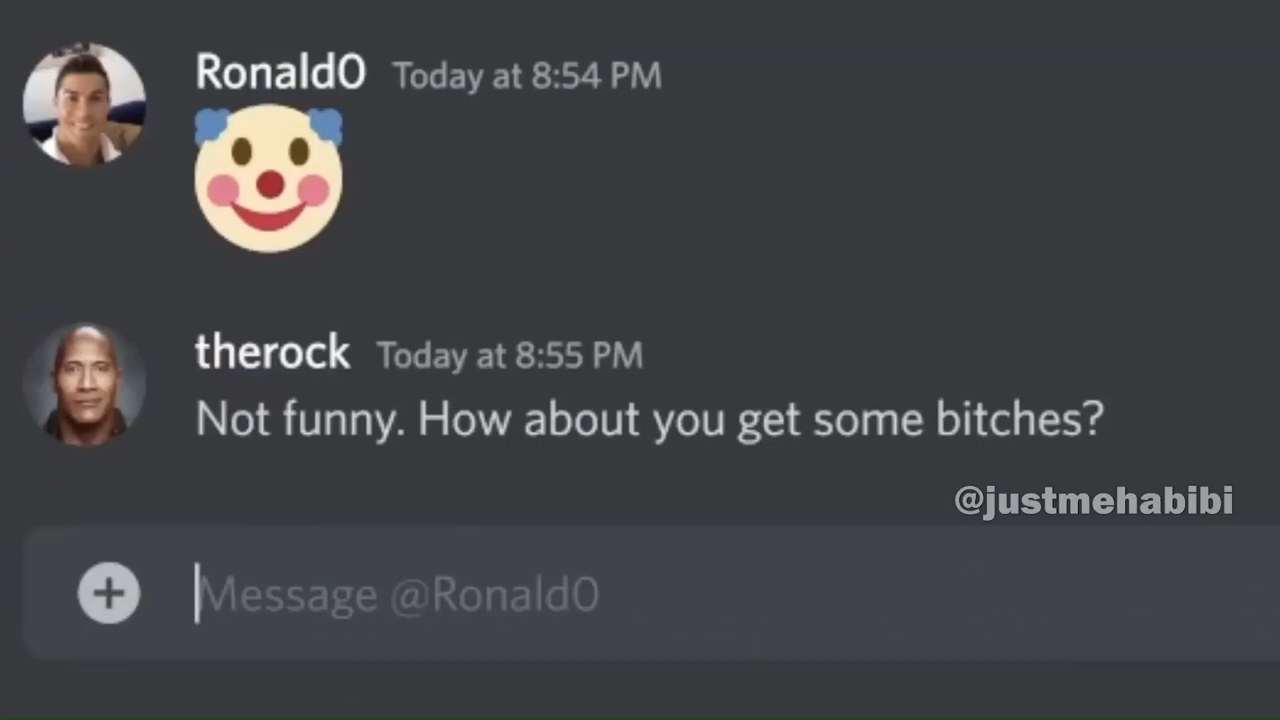 Ronald0 Today at 8:54 PM
therock Today at 8:55 PM
Not funny. How about you get some bitches?
@justmehabibi
Message @Ronald0